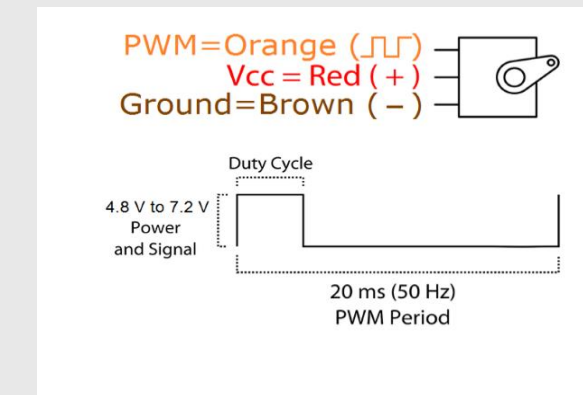 PWM=Orange (⎍⎍)
Vcc = Red ( + )
Ground=Brown ( − )
Duty Cycle
4.8 V to 7.2 V
Power
and Signal
20 ms (50 Hz)
PWM Period